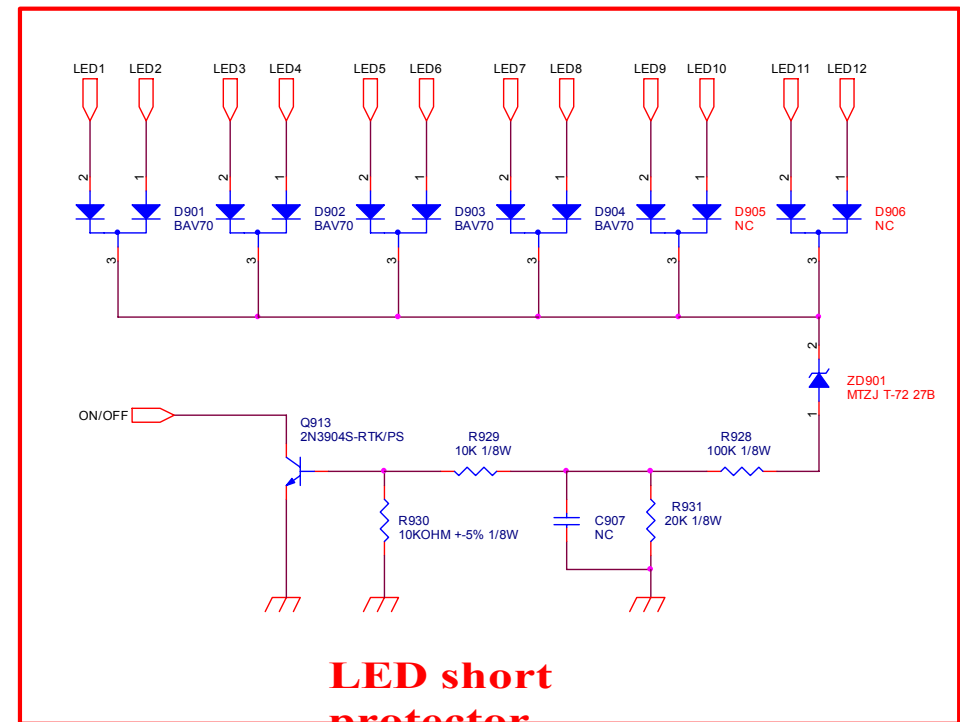 LED1 LED2 LED3 LED4 LED5 LED6 LED7 LED8 LED9 LED10 LED11 LED12
2 1 2 1 2 1 2 1 2 1 2 1
D901 D902 D903 D904 D905 D906
BAV70 BAV70 BAV70 BAV70 NC NC
3 3 3 3 3 3
2
ZD901
MTZJ T-72 27B
1
ON/OFF
Q913
2N3904S-RTK/PS
R929
10K 1/8W
R928
100K 1/8W
R930
10KOHM +-5% 1/8W
C907
NC
R931
20K 1/8W
LED short
protector